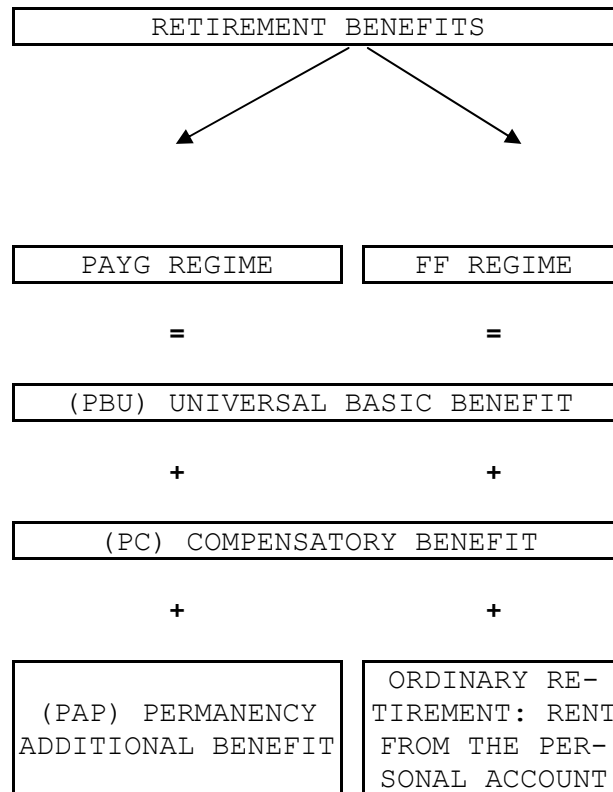 RETIREMENT BENEFITS
PAYG REGIME
FF REGIME
=
=
(PBU) UNIVERSAL BASIC BENEFIT
+
+
(PC) COMPENSATORY BENEFIT
+
+
(PAP) PERMANENCY
ADDITIONAL BENEFIT
ORDINARY RE-
TIREMENT: RENT
FROM THE PER-
SONAL ACCOUNT